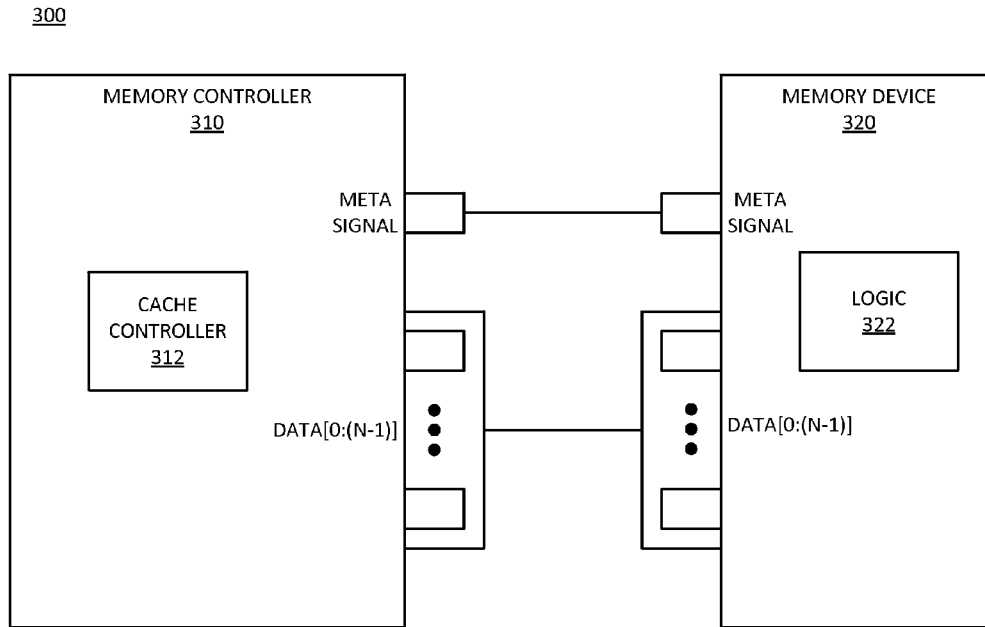 300
MEMORY CONTROLLER
310
MEMORY DEVICE
320
META
SIGNAL
META
SIGNAL
CACHE
CONTROLLER
312
LOGIC
322
DATA[0:(N-1)]
DATA[0:(N-1)]